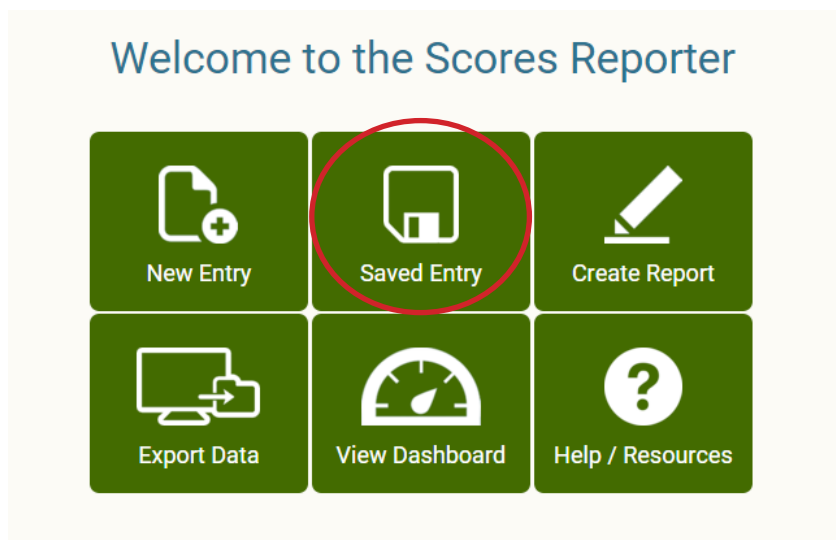 Welcome to the Scores Reporter
New Entry
Saved Entry
Create Report
Export Data
View Dashboard
Help / Resources